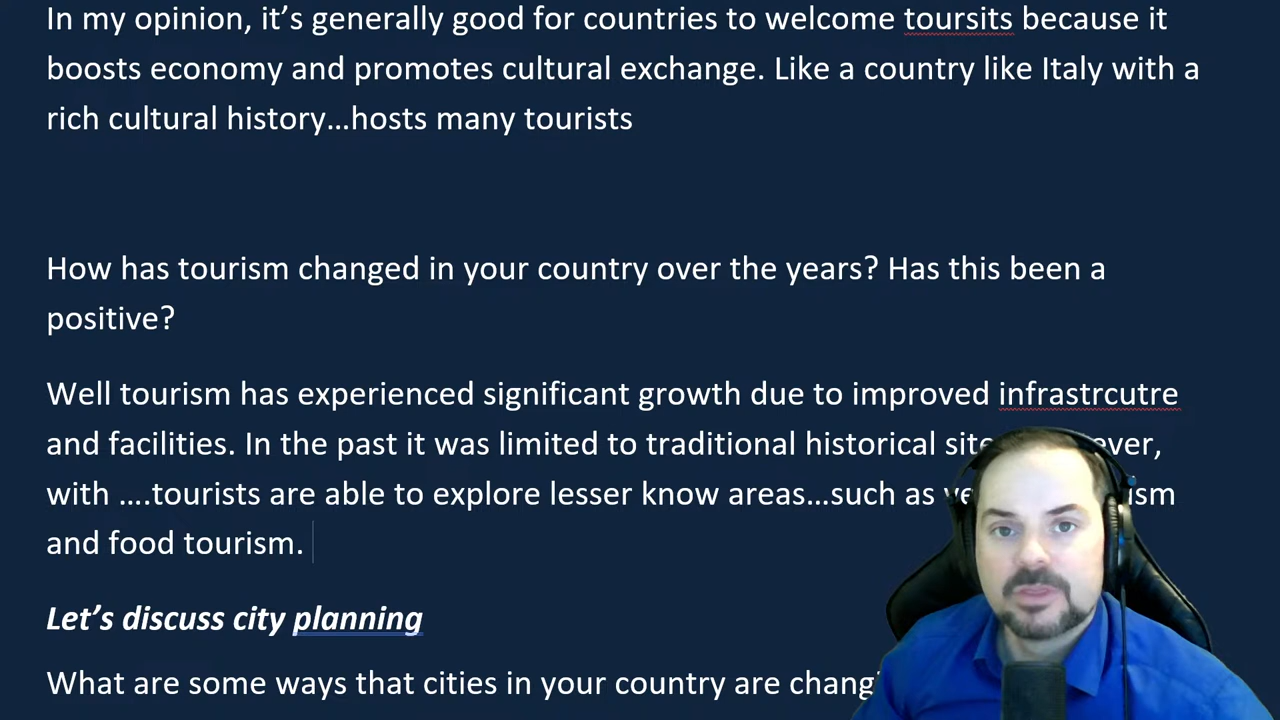 In my opinion, it’s generally good for countries to welcome toursits because it
boosts economy and promotes cultural exchange. Like a country like Italy with a
rich cultural history…hosts many tourists
How has tourism changed in your country over the years? Has this been a
positive?
Well tourism has experienced significant growth due to improved infrastrcutre
and facilities. In the past it was limited to traditional historical
with ….tourists are able to explore lesser know areas…such as
and food tourism.
Let’s discuss city planning
What are some ways that cities in your country are